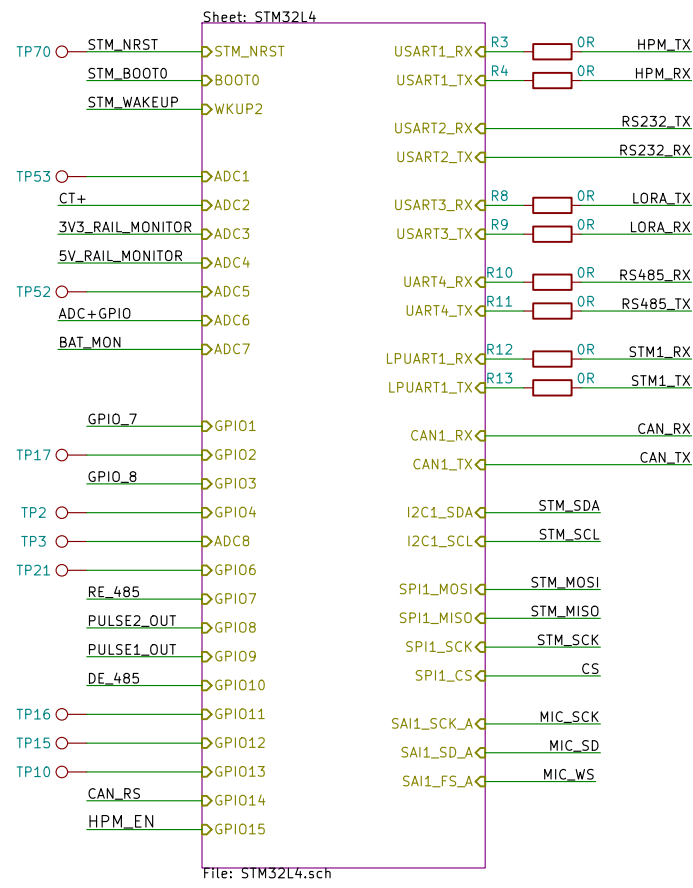 Sheet: STM32L4
TP70 STM_NRST STM_NRST USART1_RX R3 0R HPM_TX
STM_BOOT0 BOOT0 USART1_TX R4 0R HPM_RX
STM_WAKEUP WKUP2
USART2_RX RS232_TX
USART2_TX RS232_RX
TP53 ADC1
CT+ ADC2 USART3_RX R8 0R LORA_TX
3V3_RAIL_MONITOR ADC3 USART3_TX R9 0R LORA_RX
5V_RAIL_MONITOR ADC4
UART4_RX R10 0R RS485_RX
TP52 ADC5
UART4_TX R11 0R RS485_TX
ADC+GPIO ADC6
BAT_MON ADC7
LPUART1_RX R12 0R STM1_RX
LPUART1_TX R13 0R STM1_TX
GPIO_7 GPIO1
CAN1_RX CAN_RX
TP17 GPIO2
CAN1_TX CAN_TX
GPIO_8 GPIO3
TP2 GPIO4 I2C1_SDA STM_SDA
TP3 ADC8 I2C1_SCL STM_SCL
TP21 GPIO6
SPI1_MOSI STM_MOSI
RE_485 GPIO7
SPI1_MISO STM_MISO
PULSE2_OUT GPIO8
SPI1_SCK STM_SCK
PULSE1_OUT GPIO9
SPI1_CS CS
DE_485 GPIO10
TP16 GPIO11
SAI1_SCK_A MIC_SCK
TP15 GPIO12
SAI1_SD_A MIC_SD
TP10 GPIO13
SAI1_FS_A MIC_WS
CAN_RS GPIO14
HPM_EN GPIO15
File: STM32L4.sch